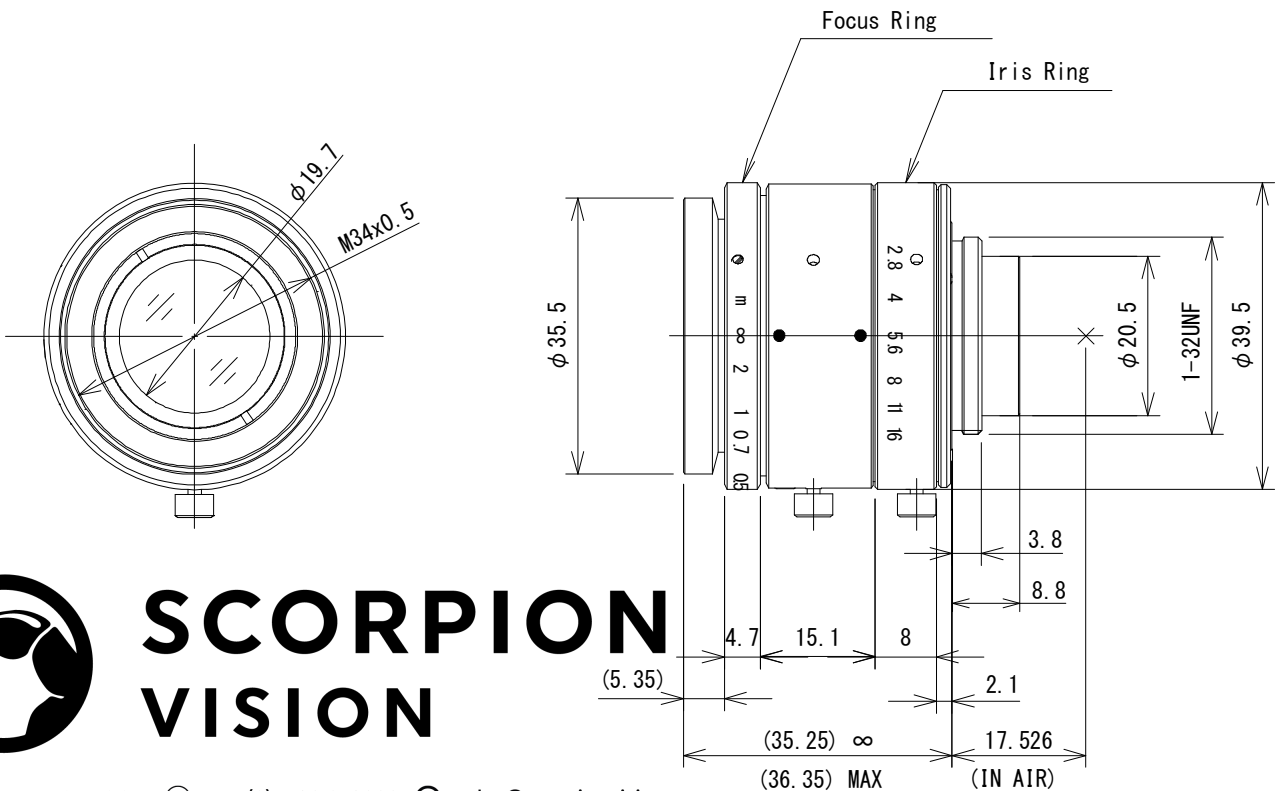 Focus Ring
Iris Ring
φ19.7
M34x0.5
φ35.5
m
∞
2
1
0.7
0.5
2.8
4
5.6
8
11
16
φ20.5
1-32UNF
φ39.5
3.8
8.8
4.7
15.1
8
(5.35)
2.1
(35.25) ∞
17.526
(36.35) MAX
(IN AIR)
SCORPION
VISION